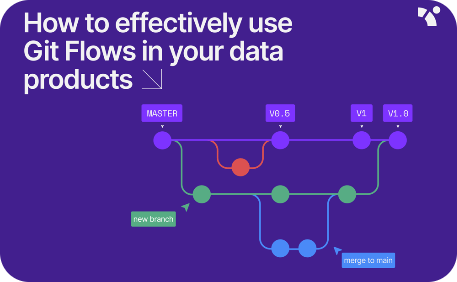 How to effectively use
Git Flows in your data
products
MASTER
V0.5
V1
V1.0
new branch
merge to main